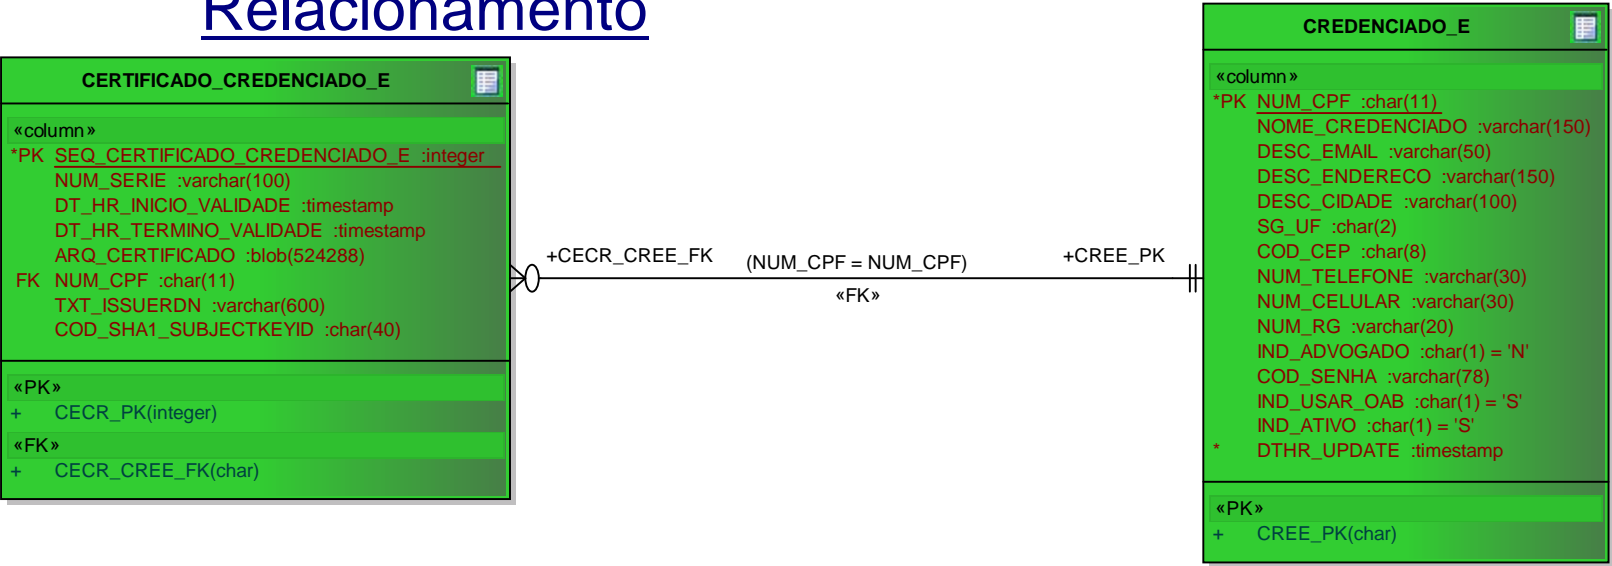 Relacionamento
CERTIFICADO_CREDENCIADO_E
«column»
*PK SEQ_CERTIFICADO_CREDENCIADO_E :integer
NUM_SERIE :varchar(100)
DT_HR_INICIO_VALIDADE :timestamp
DT_HR_TERMINO_VALIDADE :timestamp
ARQ_CERTIFICADO :blob(524288)
FK NUM_CPF :char(11)
TXT_ISSUERDN :varchar(600)
COD_SHA1_SUBJECTKEYID :char(40)
«PK»
+ CECR_PK(integer)
«FK»
+ CECR_CREE_FK(char)
+CECR_CREE_FK
(NUM_CPF = NUM_CPF)
«FK»
+CREE_PK
CREDENCIADO_E
«column»
*PK NUM_CPF :char(11)
NOME_CREDENCIADO :varchar(150)
DESC_EMAIL :varchar(50)
DESC_ENDERECO :varchar(150)
DESC_CIDADE :varchar(100)
SG_UF :char(2)
COD_CEP :char(8)
NUM_TELEFONE :varchar(30)
NUM_CELULAR :varchar(30)
NUM_RG :varchar(20)
IND_ADVOGADO :char(1) = 'N'
COD_SENHA :varchar(78)
IND_USAR_OAB :char(1) = 'S'
IND_ATIVO :char(1) = 'S'
* DTHR_UPDATE :timestamp
«PK»
+ CREE_PK(char)